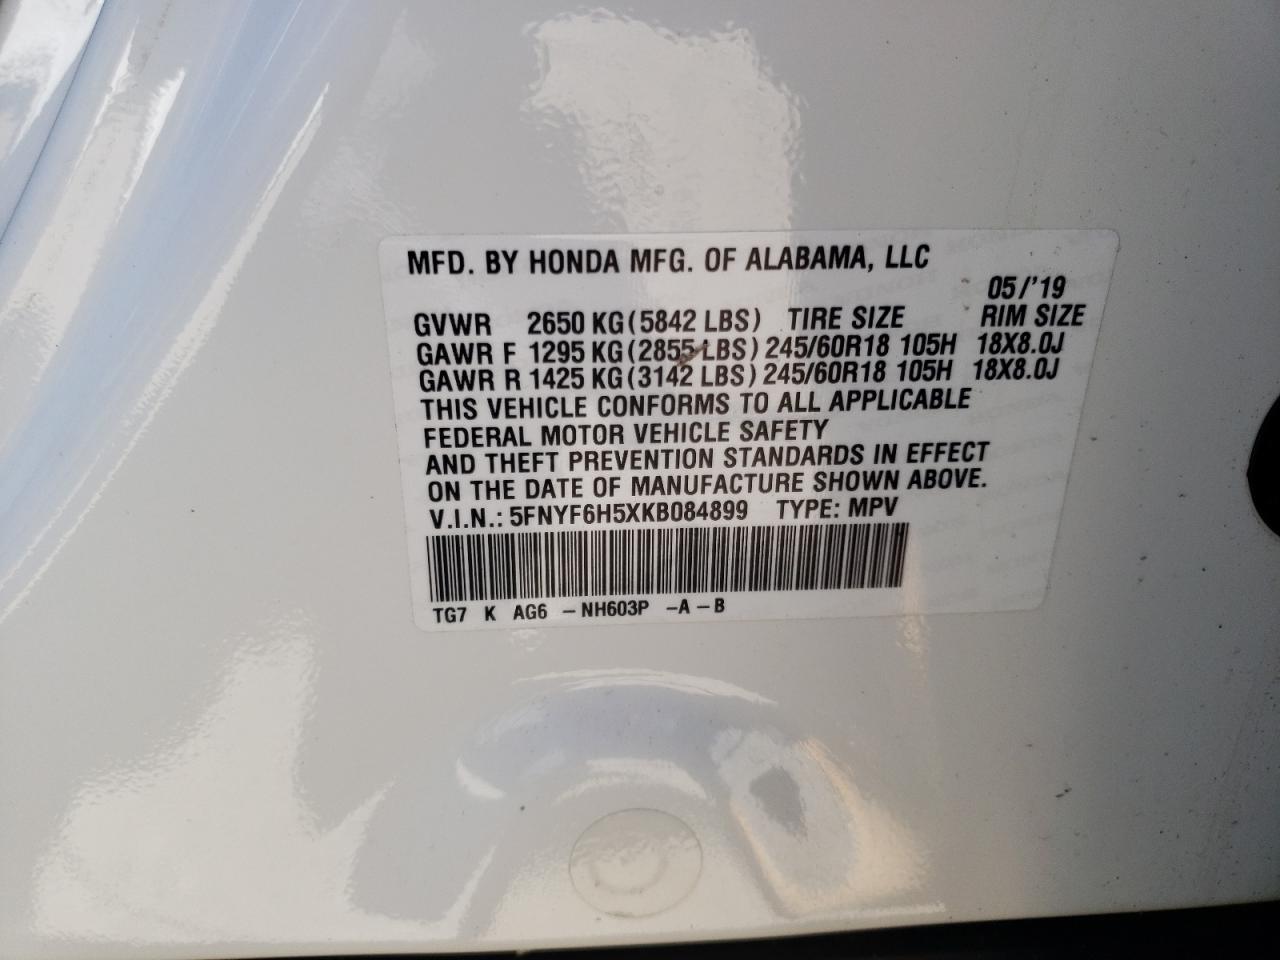 MFD. BY HONDA MFG. OF ALABAMA, LLC
05/'19
GVWR 2650 KG (5842 LBS) TIRE SIZE RIM SIZE
GAWR F 1295 KG (2855 LBS) 245/60R18 105H 18X8.0J
GAWR R 1425 KG (3142 LBS) 245/60R18 105H 18X8.0J
THIS VEHICLE CONFORMS TO ALL APPLICABLE
FEDERAL MOTOR VEHICLE SAFETY
AND THEFT PREVENTION STANDARDS IN EFFECT
ON THE DATE OF MANUFACTURE SHOWN ABOVE.
V.I.N.: 5FNYF6H5XKB084899 TYPE: MPV
TG7 K AG6 – NH603P –A – B